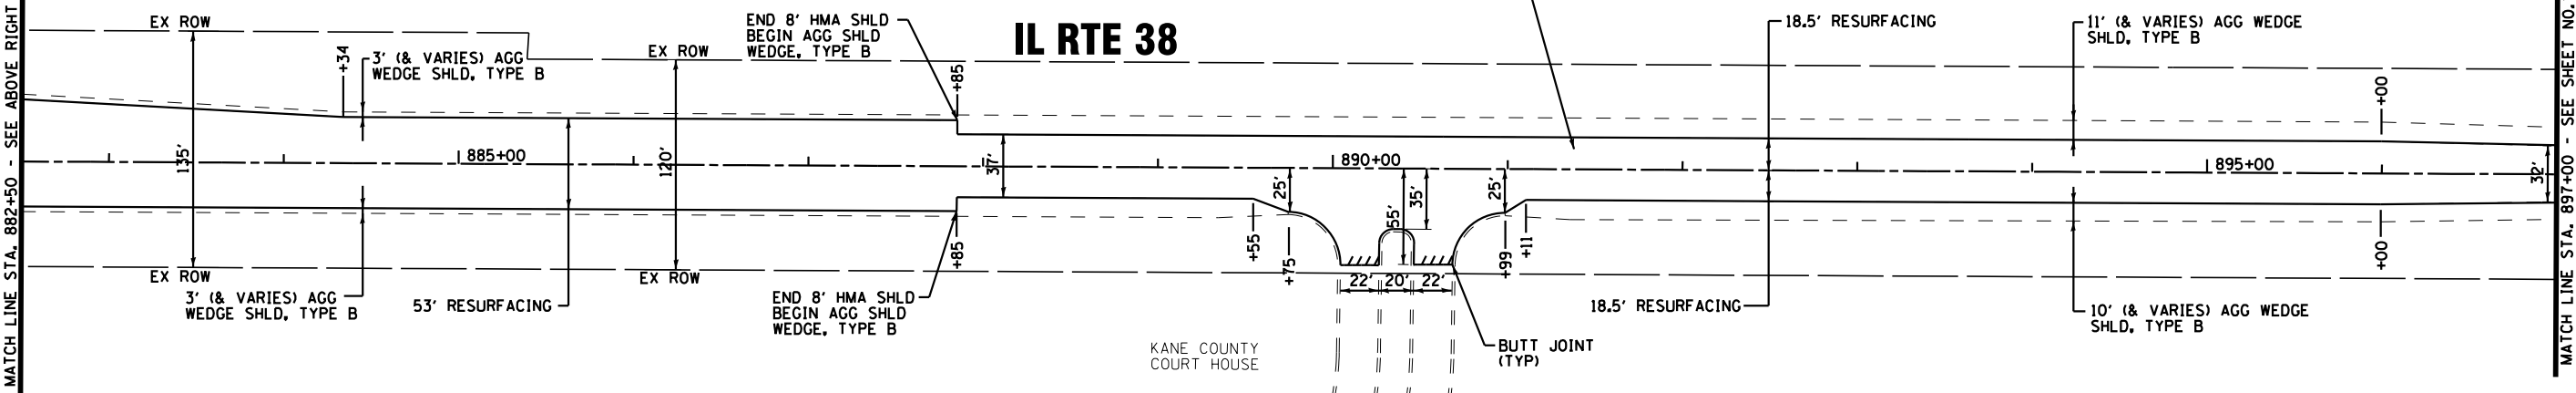 MATCH LINE STA. 882+50 - SEE ABOVE RIGHT
EX ROW
+34
3' (& VARIES) AGG
WEDGE SHLD, TYPE B
EX ROW
END 8' HMA SHLD
BEGIN AGG SHLD
WEDGE, TYPE B
+85
IL RTE 38
18.5' RESURFACING
11' (& VARIES) AGG WEDGE
SHLD, TYPE B
+00
MATCH LINE STA. 897+00 - SEE SHEET NO.
135'
885+00
120'
37'
890+00
895+00
32'
25'
55'
35'
25'
EX ROW
3' (& VARIES) AGG
WEDGE SHLD, TYPE B
53' RESURFACING
EX ROW
END 8' HMA SHLD
BEGIN AGG SHLD
WEDGE, TYPE B
+85
+55
+75
22'
20'
22'
+99
+11
18.5' RESURFACING
+00
10' (& VARIES) AGG WEDGE
SHLD, TYPE B
KANE COUNTY
COURT HOUSE
BUTT JOINT
(TYP)